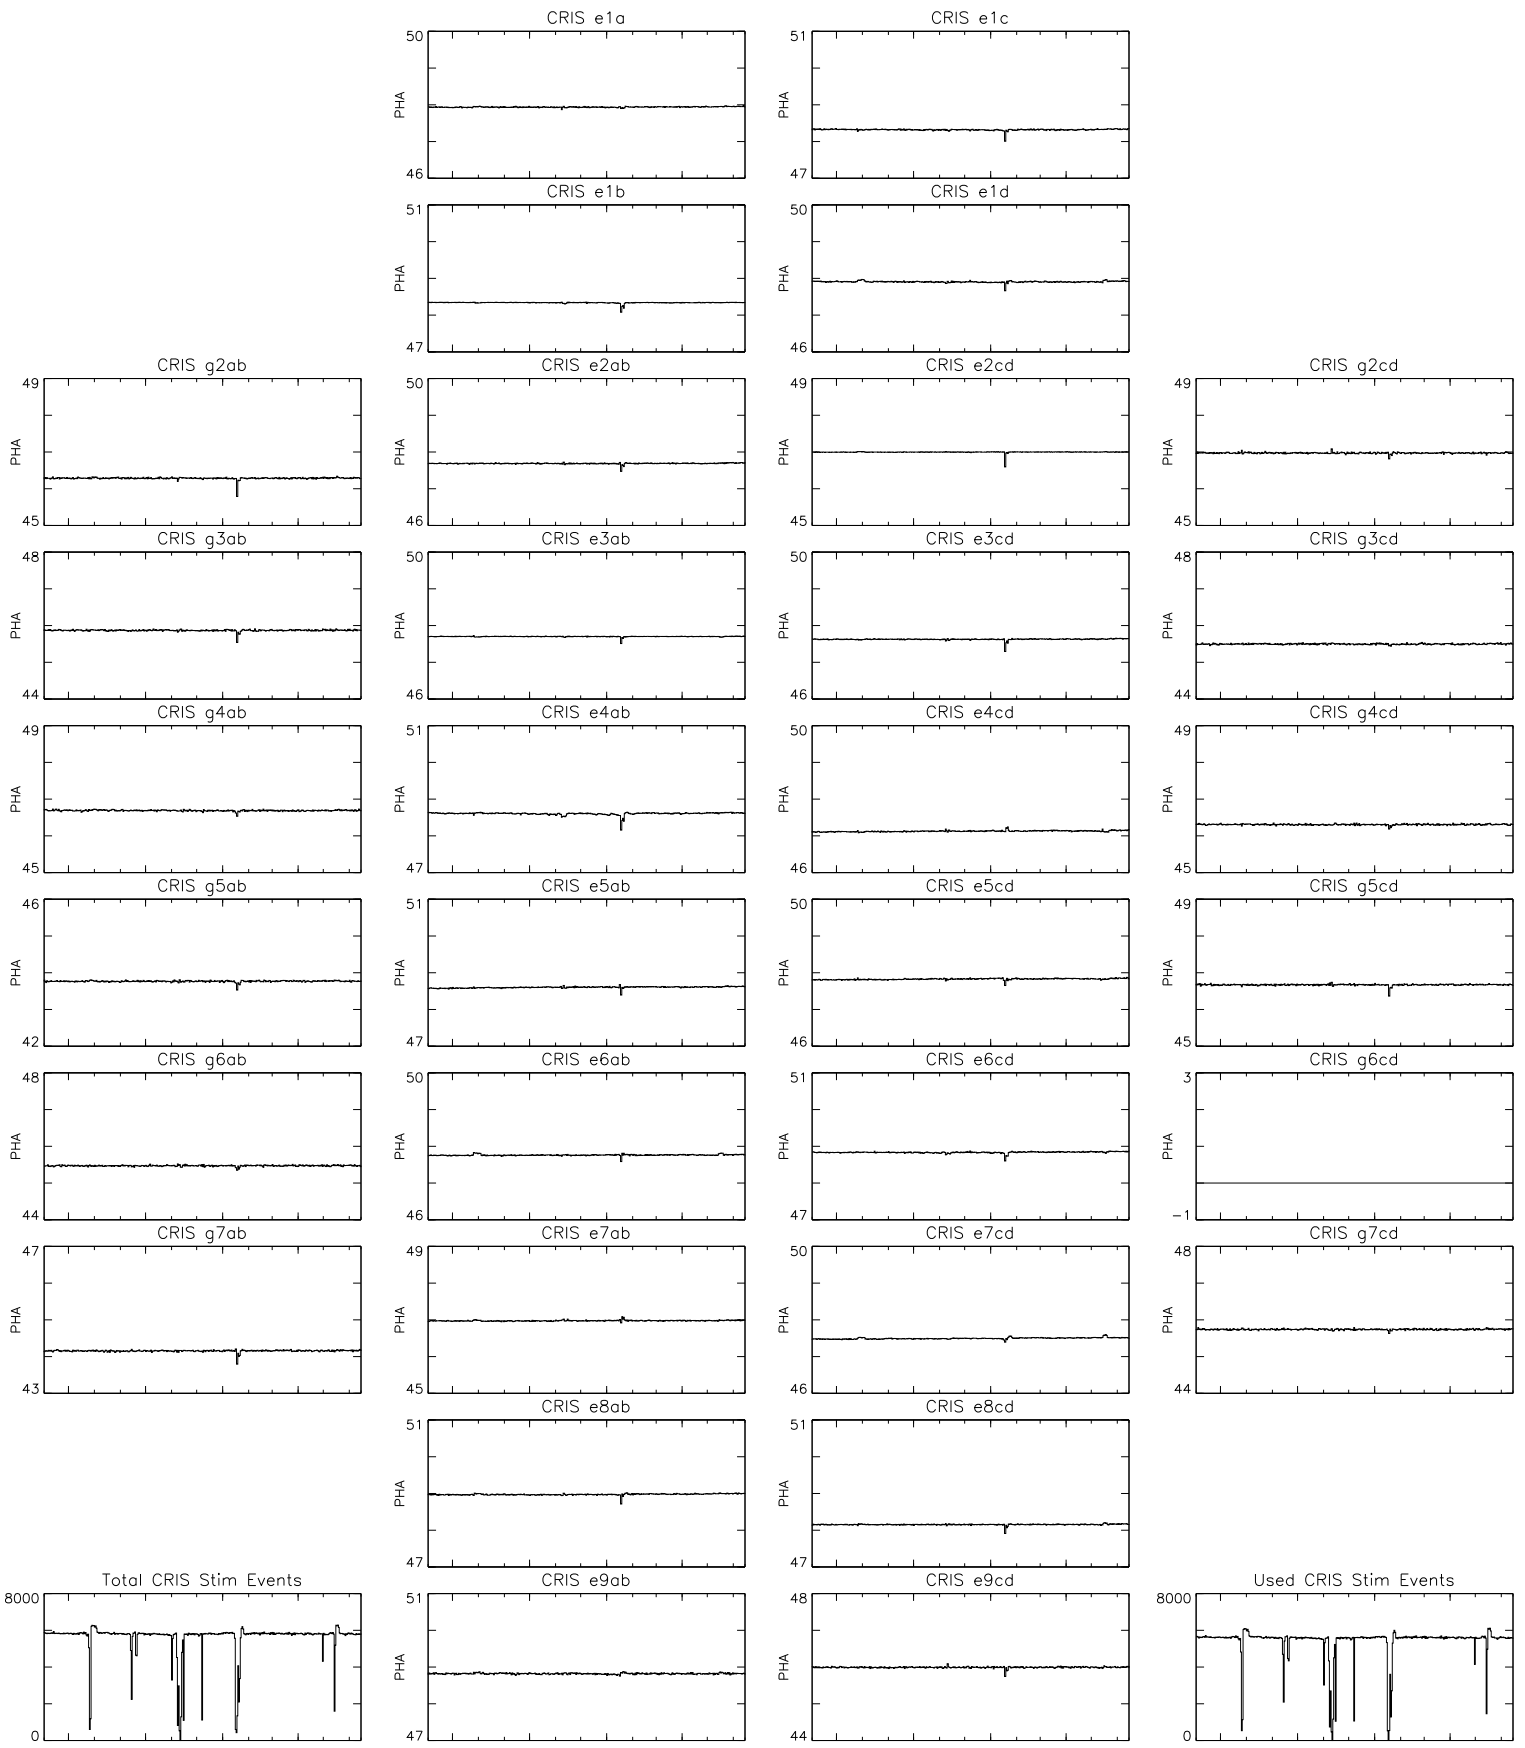 CRIS e1a
CRIS e1c
50
51
PHA
PHA
46
47
CRIS e1b
CRIS e1d
51
50
PHA
PHA
47
46
CRIS g2ab
CRIS e2ab
CRIS e2cd
CRIS g2cd
49
50
49
49
PHA
PHA
PHA
PHA
45
46
45
45
CRIS g3ab
CRIS e3ab
CRIS e3cd
CRIS g3cd
48
50
50
48
PHA
PHA
PHA
PHA
44
46
46
44
CRIS g4ab
CRIS e4ab
CRIS e4cd
CRIS g4cd
49
51
50
49
PHA
PHA
PHA
PHA
45
47
46
45
CRIS g5ab
CRIS e5ab
CRIS e5cd
CRIS g5cd
46
51
50
49
PHA
PHA
PHA
PHA
42
47
46
45
CRIS g6ab
CRIS e6ab
CRIS e6cd
CRIS g6cd
48
50
51
3
PHA
PHA
PHA
PHA
44
46
47
-1
CRIS g7ab
CRIS e7ab
CRIS e7cd
CRIS g7cd
47
49
50
48
PHA
PHA
PHA
PHA
43
45
46
44
CRIS e8ab
CRIS e8cd
51
51
PHA
PHA
47
47
Total CRIS Stim Events
CRIS e9ab
CRIS e9cd
Used CRIS Stim Events
8000
51
48
8000
PHA
PHA
0
47
44
0